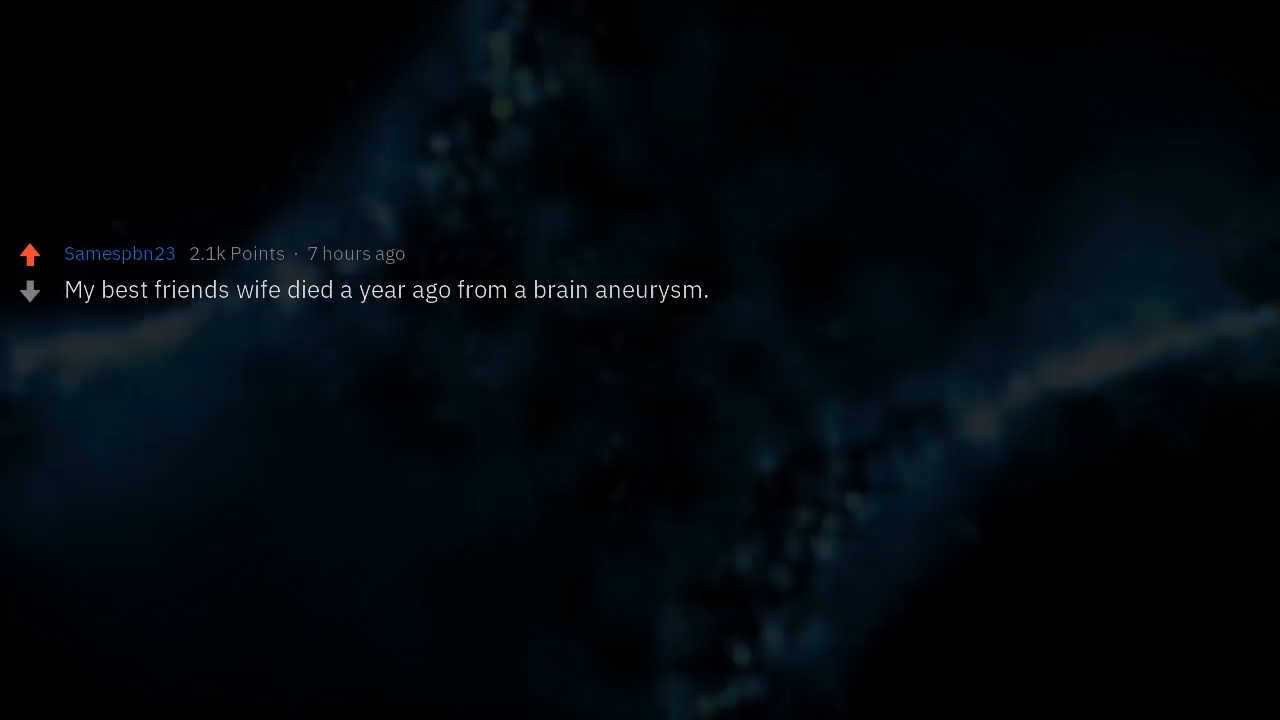 Samespbn23 2.1k Points · 7 hours ago
My best friends wife died a year ago from a brain aneurysm.